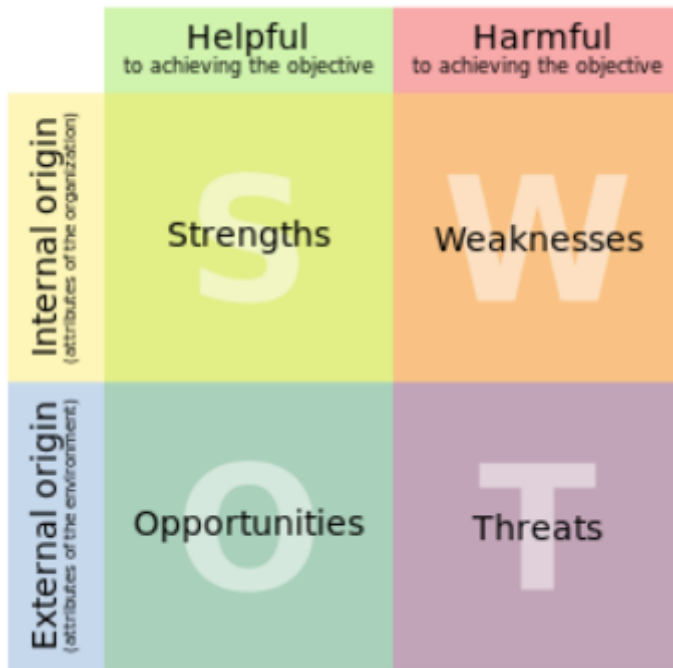 Helpful
to achieving the objective
Harmful
to achieving the objective
Internal origin
(attributes of the organization)
S
Strengths
W
Weaknesses
External origin
(attributes of the environment)
O
Opportunities
T
Threats